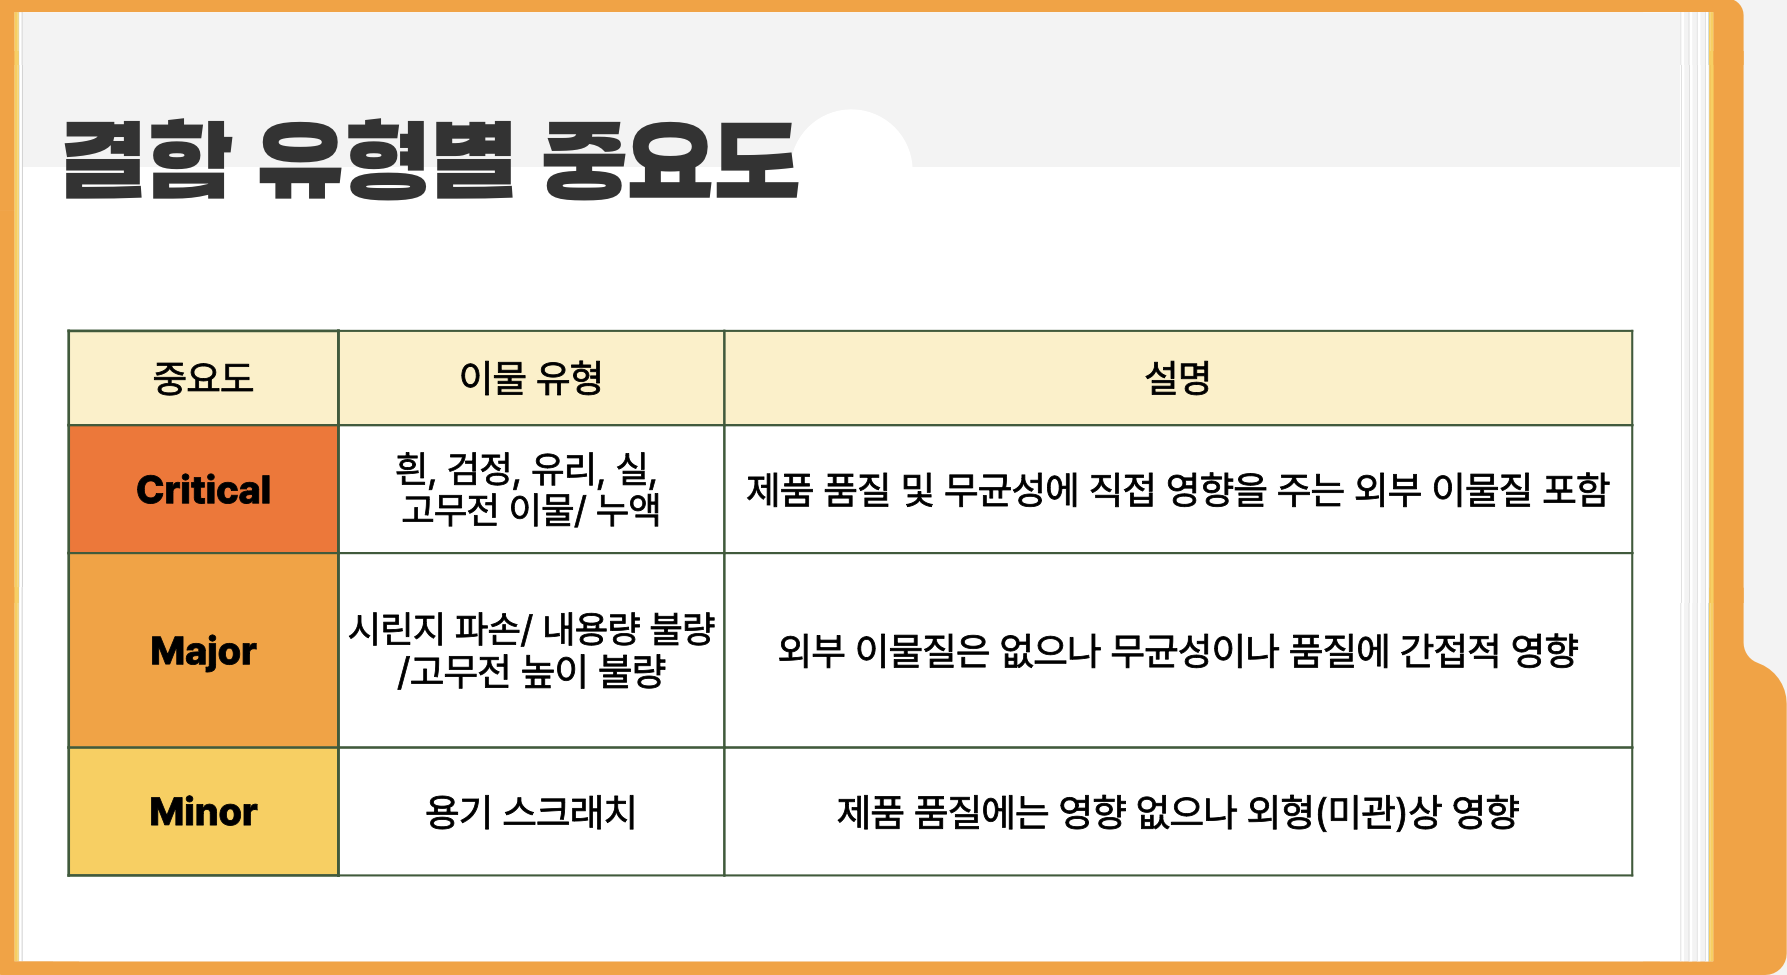 결함 유형별 중요도
중요도
이물 유형
설명
Critical
흰, 검정, 유리, 실,
고무전 이물/ 누액
제품 품질 및 무균성에 직접 영향을 주는 외부 이물질 포함
Major
시린지 파손/ 내용량 불량
/고무전 높이 불량
외부 이물질은 없으나 무균성이나 품질에 간접적 영향
Minor
용기 스크래치
제품 품질에는 영향 없으나 외형(미관)상 영향